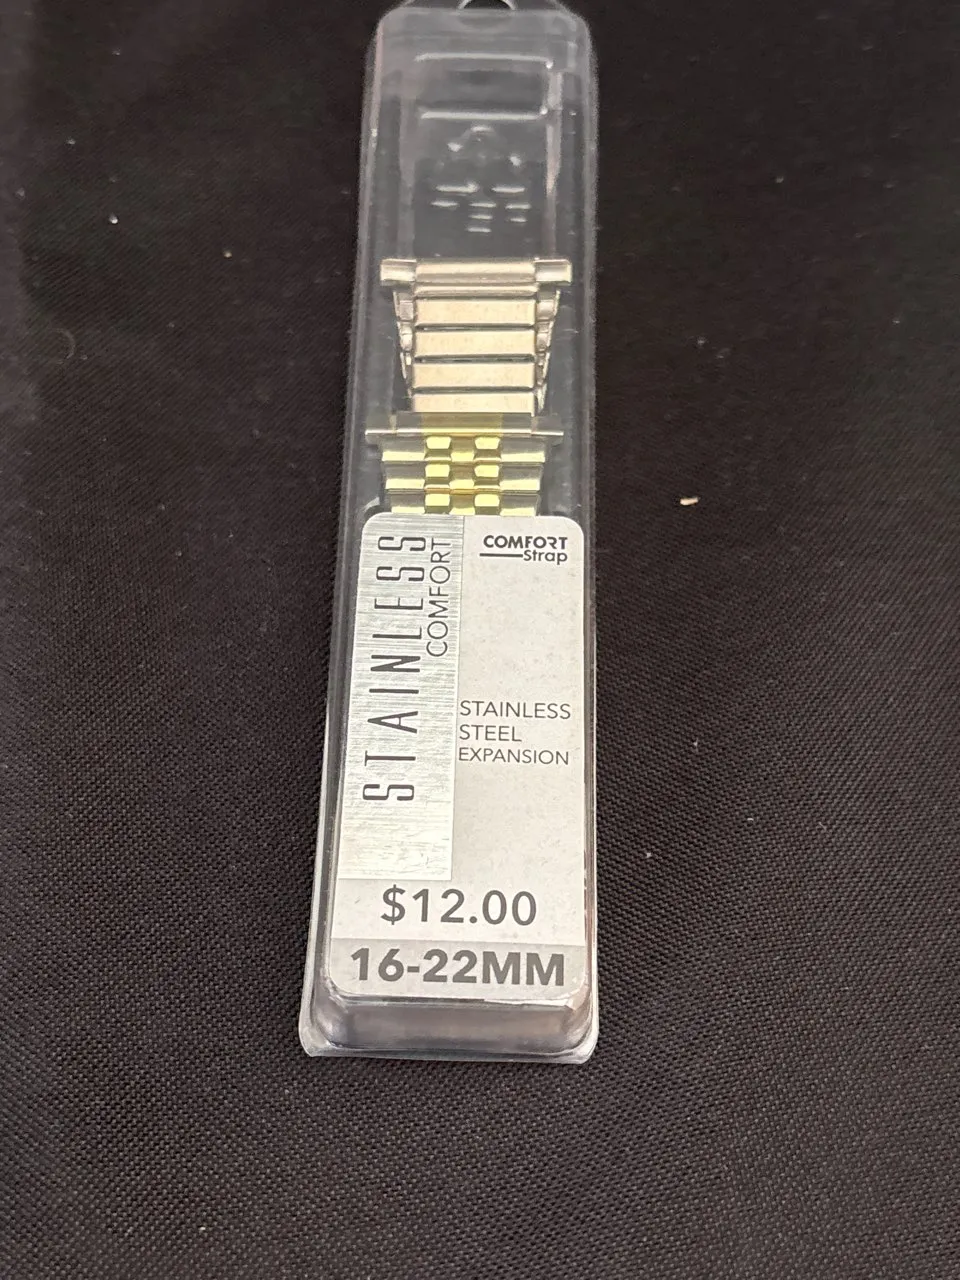 STAINLESS
COMFORT
COMFORT
Strap
STAINLESS
STEEL
EXPANSION
$12.00
16-22MM